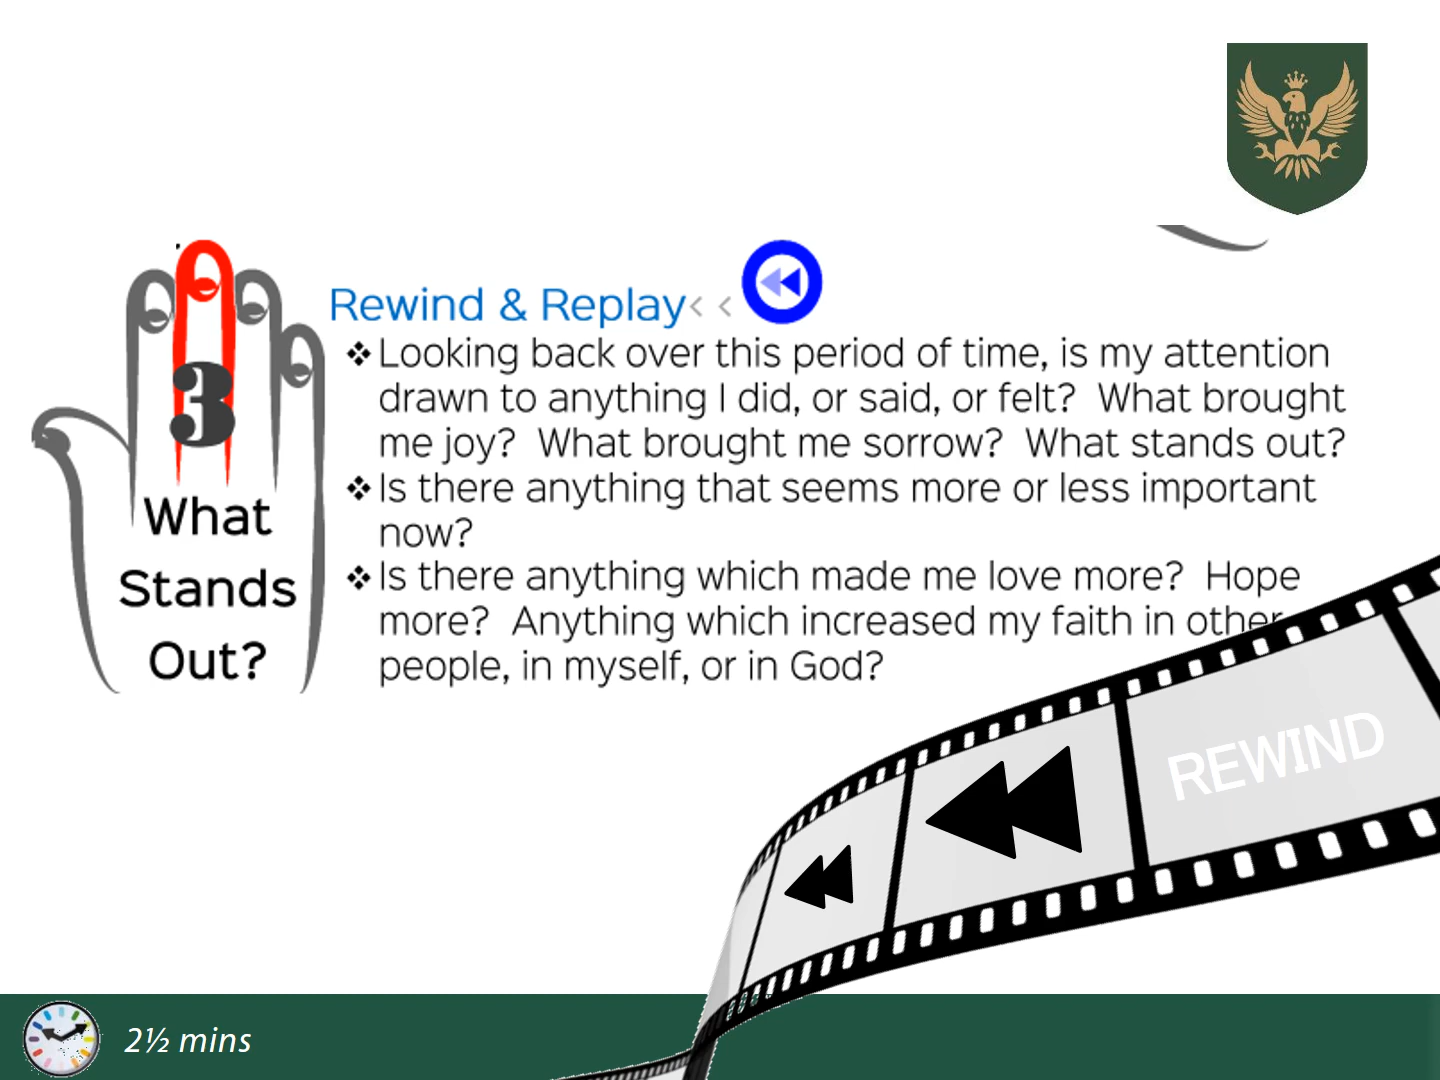 Rewind & Replay< <
❖Looking back over this period of time, is my attention
drawn to anything I did, or said, or felt?  What brought
me joy?  What brought me sorrow?  What stands out?
❖Is there anything that seems more or less important
now?
❖Is there anything which made me love more?  Hope
more?  Anything which increased my faith in other
people, in myself, or in God?
3
What
Stands
Out?
REWIND
2½ mins